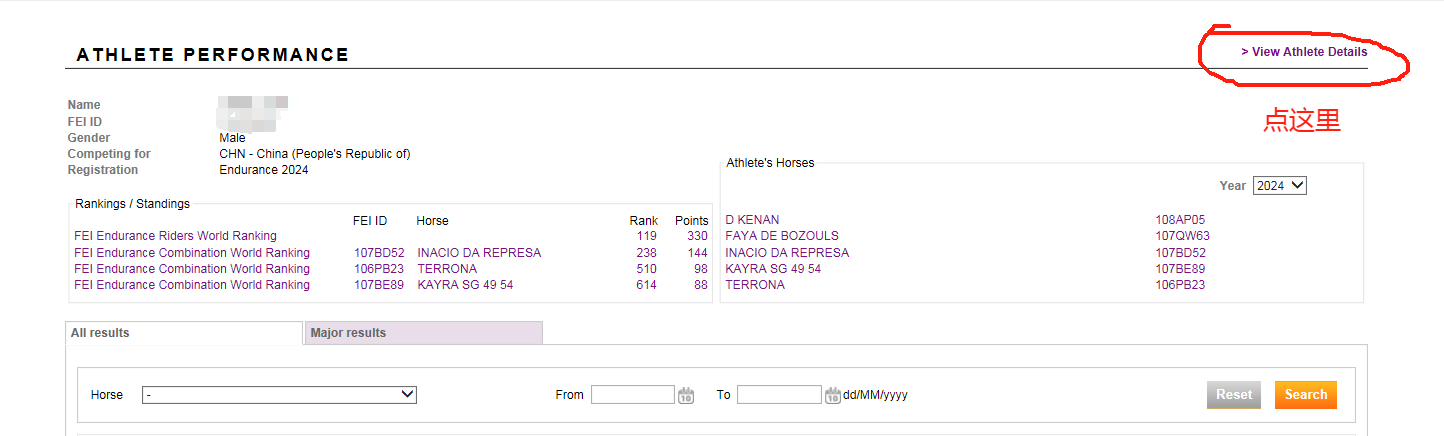 ATHLETE PERFORMANCE
> View Athlete Details
点这里
Name
FEI ID
Gender Male
Competing for CHN - China (People's Republic of)
Registration Endurance 2024
Athlete's Horses
Year 2024
Rankings / Standings
FEI ID Horse Rank Points
FEI Endurance Riders World Ranking 119 330
FEI Endurance Combination World Ranking 107BD52 INACIO DA REPRESA 238 144
FEI Endurance Combination World Ranking 106PB23 TERRONA 510 98
FEI Endurance Combination World Ranking 107BE89 KAYRA SG 49 54 614 88
D KENAN 108AP05
FAYA DE BOZOULS 107QW63
INACIO DA REPRESA 107BD52
KAYRA SG 49 54 107BE89
TERRONA 106PB23
All results Major results
Horse - From 10 To 10 dd/MM/yyyy Reset Search